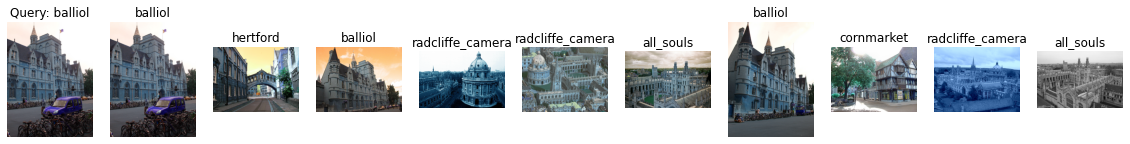 Query: balliol
balliol
hertford
balliol
radcliffe_camera
radcliffe_camera
all_souls
balliol
cornmarket
radcliffe_camera
all_souls